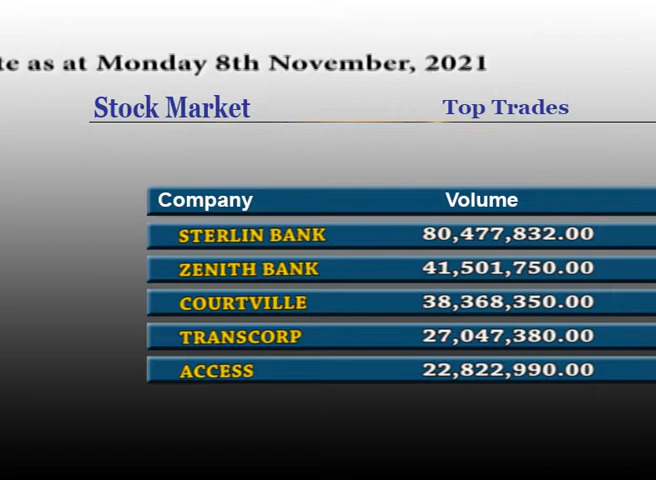 te as at Monday 8th November, 2021
Stock Market Top Trades
Company Volume
STERLIN BANK 80,477,832.00
ZENITH BANK 41,501,750.00
COURTVILLE 38,368,350.00
TRANSCORP 27,047,380.00
ACCESS 22,822,990.00